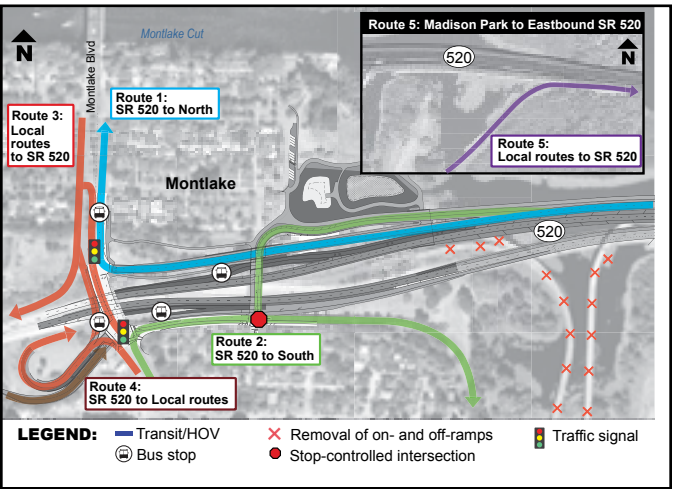 Route 5: Madison Park to Eastbound SR 520
N
520
Route 5:
Local routes to SR 520
N
Montlake Cut
Montlake Blvd
Route 1:
SR 520 to North
Route 3:
Local
routes
to SR 520
Montlake
520
Route 2:
SR 520 to South
Route 4:
SR 520 to Local routes
LEGEND:
Transit/HOV
Removal of on- and off-ramps
Traffic signal
Bus stop
Stop-controlled intersection